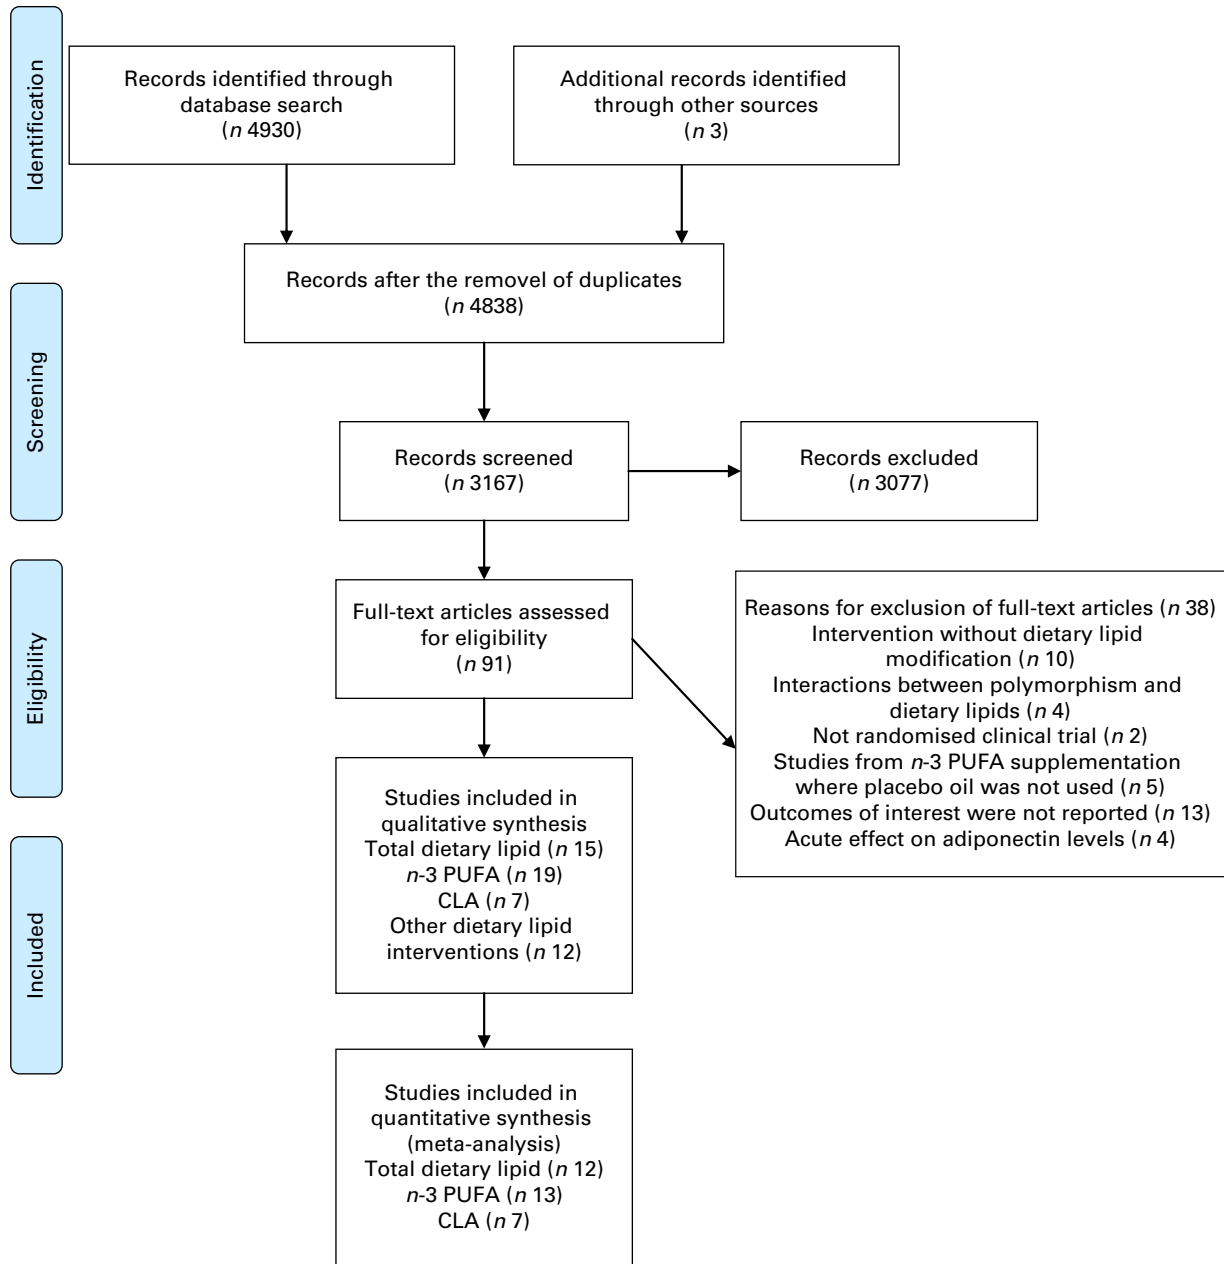 Identification
Records identified through
database search
(n 4930)
Additional records identified
through other sources
(n 3)
Records after the removel of duplicates
(n 4838)
Screening
Records screened
(n 3167)
Records excluded
(n 3077)
Eligibility
Full-text articles assessed
for eligibility
(n 91)
Reasons for exclusion of full-text articles (n 38)
Intervention without dietary lipid
modification (n 10)
Interactions between polymorphism and
dietary lipids (n 4)
Not randomised clinical trial (n 2)
Studies from n-3 PUFA supplementation
where placebo oil was not used (n 5)
Outcomes of interest were not reported (n 13)
Acute effect on adiponectin levels (n 4)
Included
Studies included in
qualitative synthesis
Total dietary lipid (n 15)
n-3 PUFA (n 19)
CLA (n 7)
Other dietary lipid
interventions (n 12)
Studies included in
quantitative synthesis
(meta-analysis)
Total dietary lipid (n 12)
n-3 PUFA (n 13)
CLA (n 7)